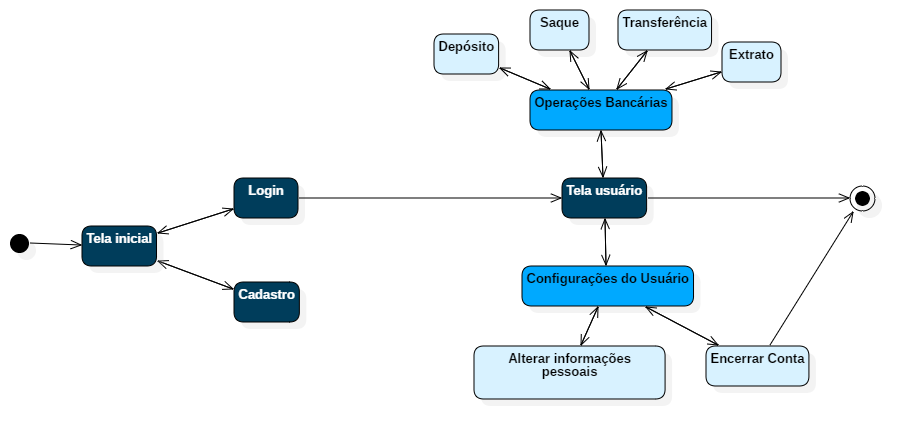 Saque
Transferência
Depósito
Extrato
Operações Bancárias
Login
Tela usuário
Tela inicial
Configurações do Usuário
Cadastro
Alterar informações
pessoais
Encerrar Conta